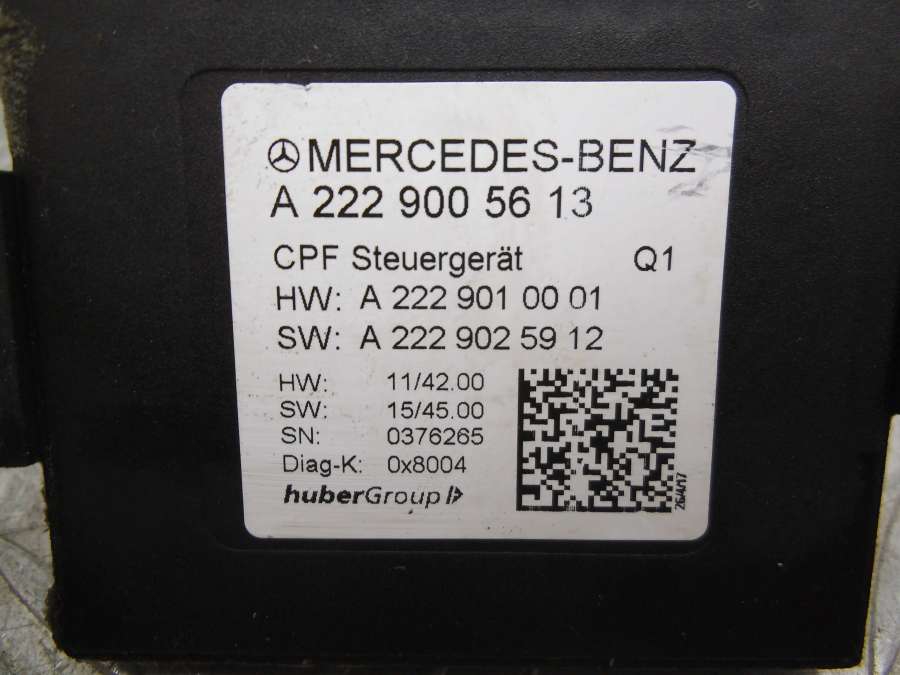 MERCEDES-BENZ
A 222 900 56 13
CPF Steuergerät Q1
HW: A 222 901 00 01
SW: A 222 902 59 12
HW: 11/42.00
SW: 15/45.00
SN: 0376265
Diag-K: 0x8004
huberGroup